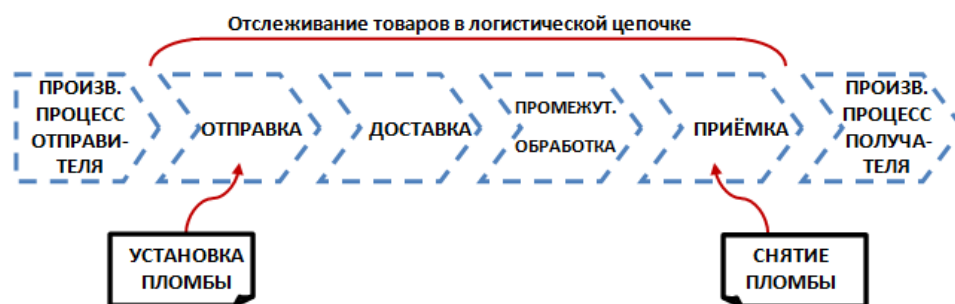 Отслеживание товаров в логистической цепочке
ПРОИЗВ.
ПРОЦЕСС
ОТПРАВИ-
ТЕЛЯ
ОТПРАВКА
ДОСТАВКА
ПРОМЕЖУТ.
ОБРАБОТКА
ПРИЁМКА
ПРОИЗВ.
ПРОЦЕСС
ПОЛУЧА-
ТЕЛЯ
УСТАНОВКА
ПЛОМБЫ
СНЯТИЕ
ПЛОМБЫ